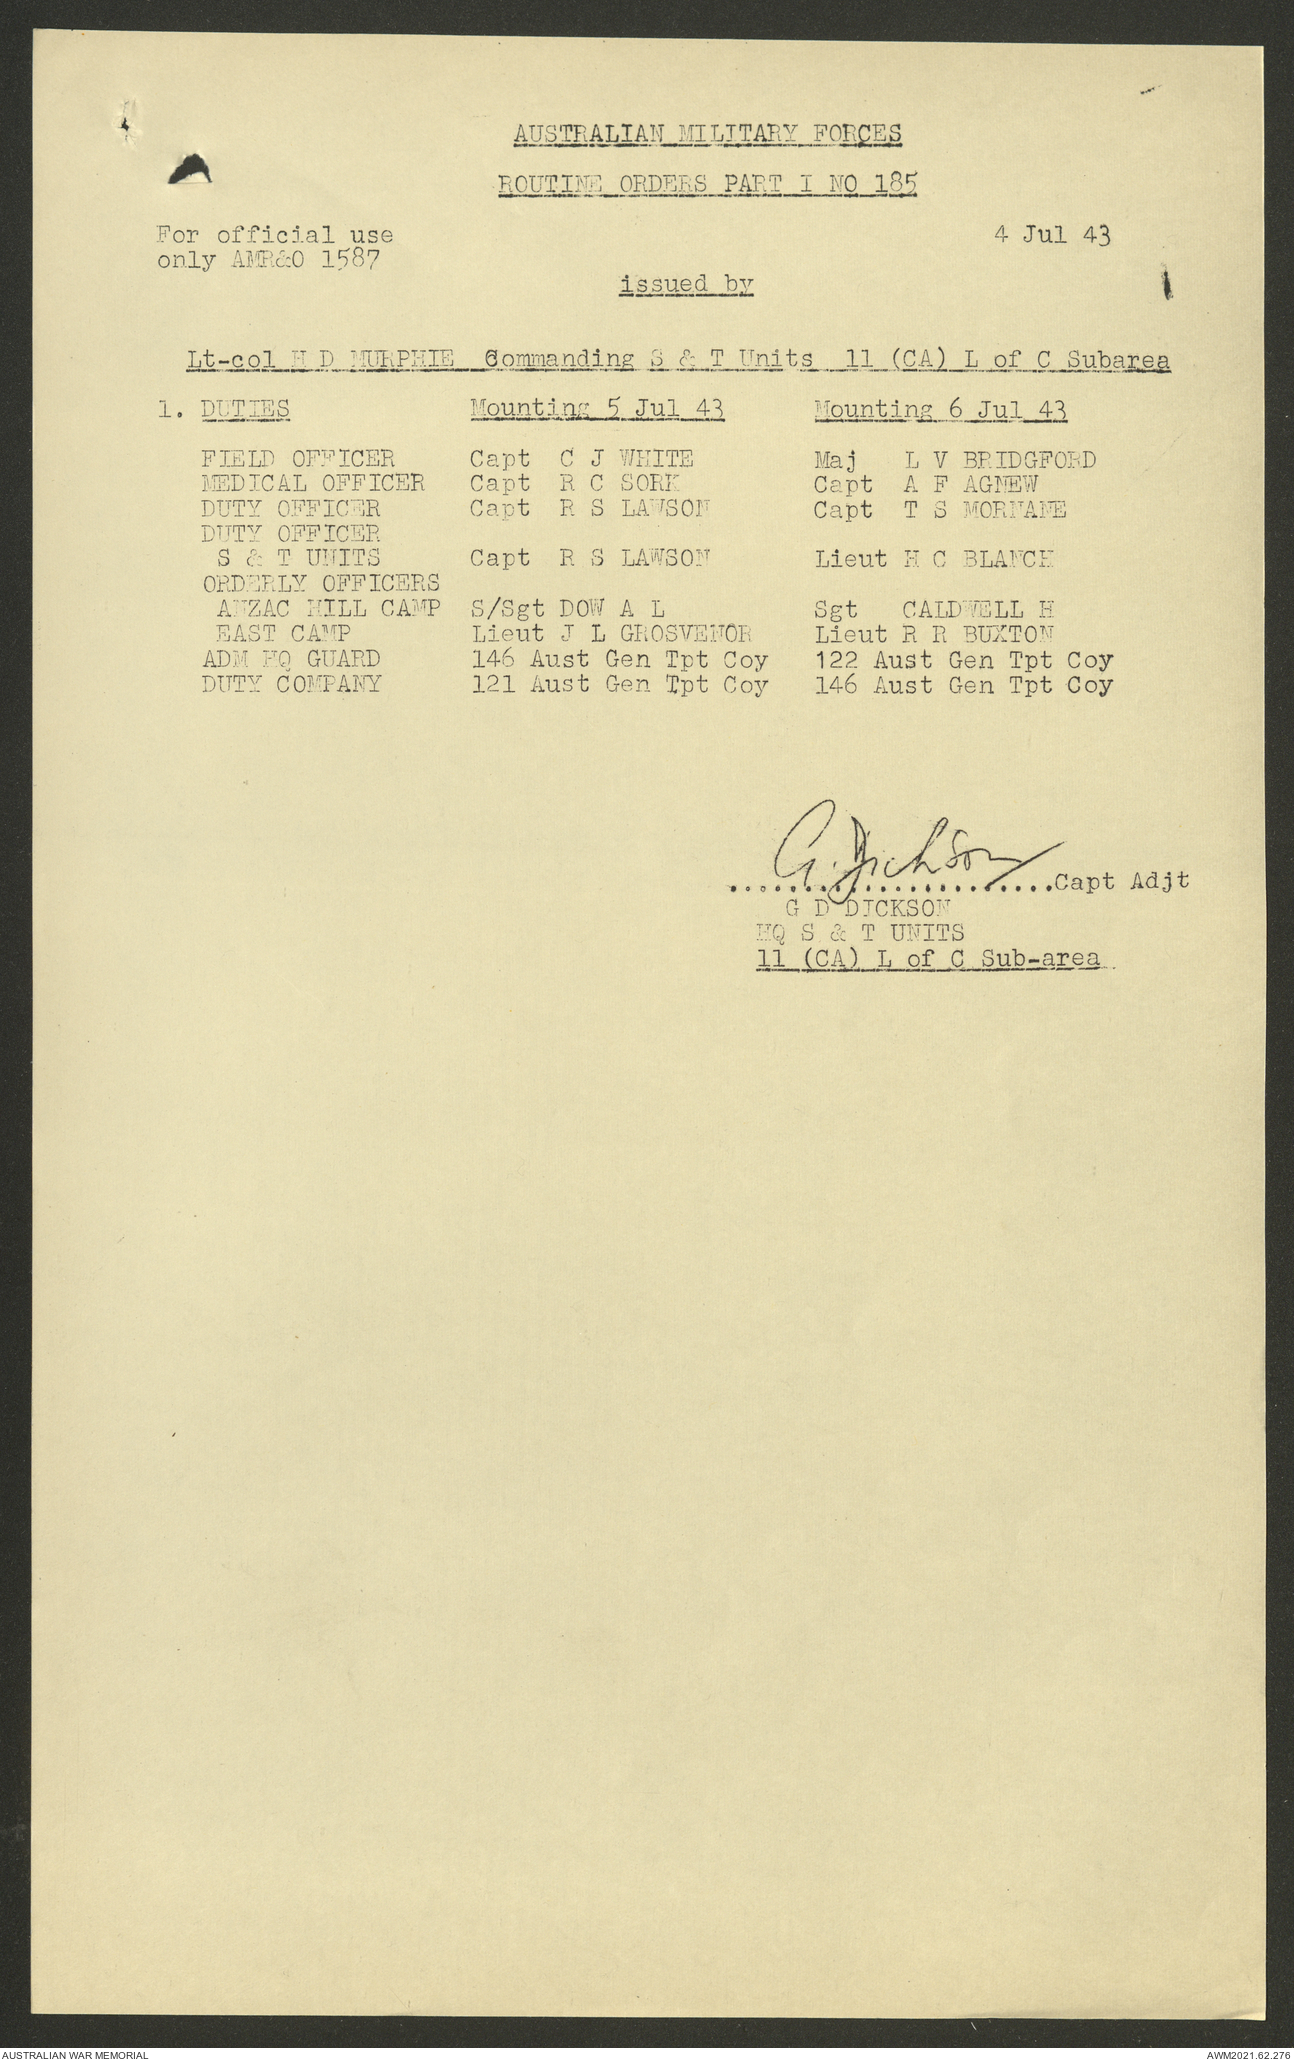 AUSTRALIAN MILITARY FORCES
ROUTINE ORDERS PART I NO 185
For official use 4 Jul 43
only AMR&O 1587
issued by
Lt-col H D MURPHIE Commanding S & T Units 11 (CA) L of C Subarea
1. DUTIES Mounting 5 Jul 43 Mounting 6 Jul 43
FIELD OFFICER Capt C J WHITE Maj L V BRIDGFORD
MEDICAL OFFICER Capt R C SORK Capt A F AGNEW
DUTY OFFICER Capt R S LAWSON Capt T S MORNANE
DUTY OFFICER
S & T UNITS Capt R S LAWSON Lieut H C BLANCH
ORDERLY OFFICERS
ANZAC HILL CAMP S/Sgt DOW A L Sgt CALDWELL H
EAST CAMP Lieut J L GROSVENOR Lieut R R BUXTON
ADM HQ GUARD 146 Aust Gen Tpt Coy 122 Aust Gen Tpt Coy
DUTY COMPANY 121 Aust Gen Tpt Coy 146 Aust Gen Tpt Coy
G. Dickson
......................Capt Adjt
G D DICKSON
HQ S & T UNITS
11 (CA) L of C Sub-area
AUSTRALIAN WAR MEMORIAL AWM2021.62.276